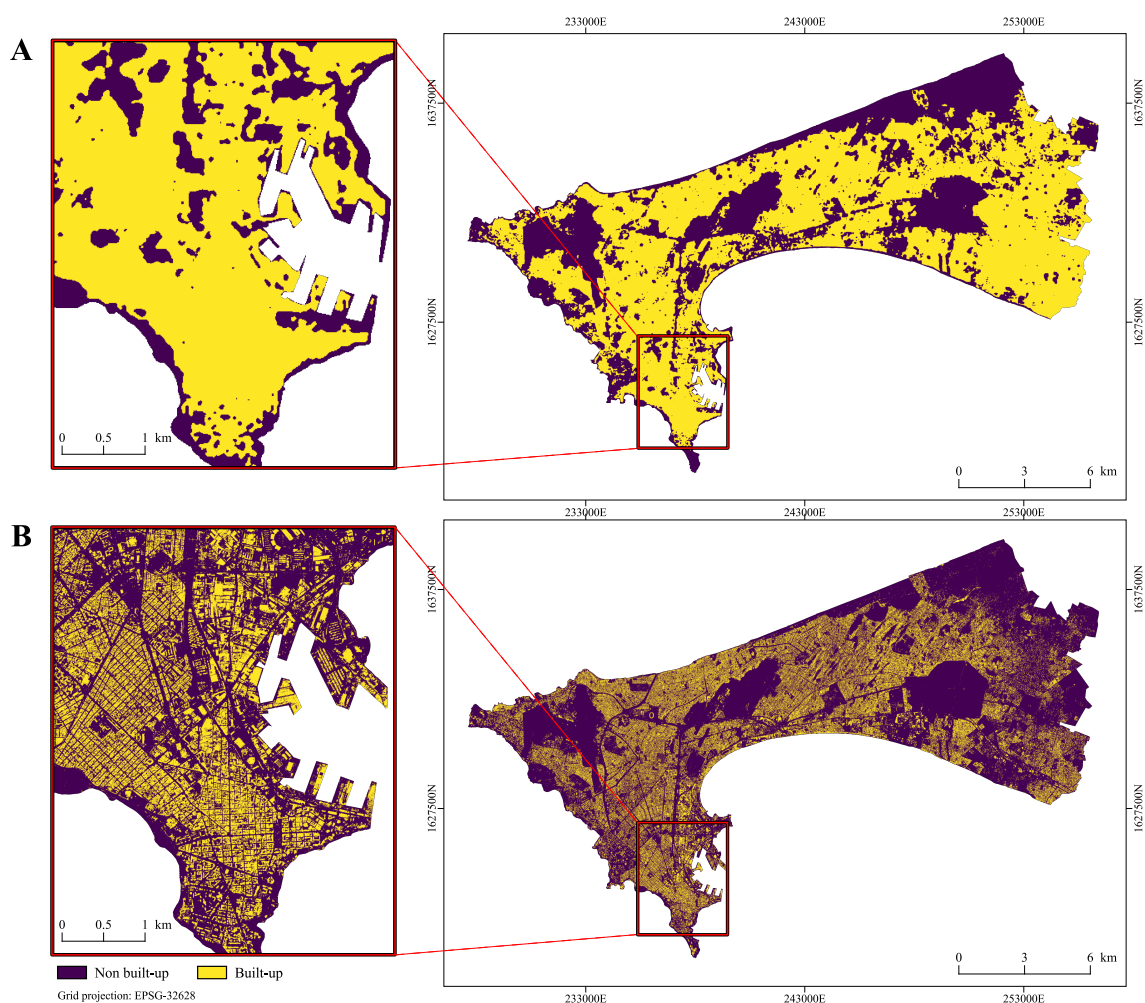 233000E 243000E 253000E
A
1637500N 1637500N
1627500N 1627500N
0 0.5 1 km
0 3 6 km
233000E 243000E 253000E
B
1637500N 1637500N
1627500N 1627500N
0 0.5 1 km
0 3 6 km
Non built-up Built-up
Grid projection: EPSG-32628
233000E 243000E 253000E